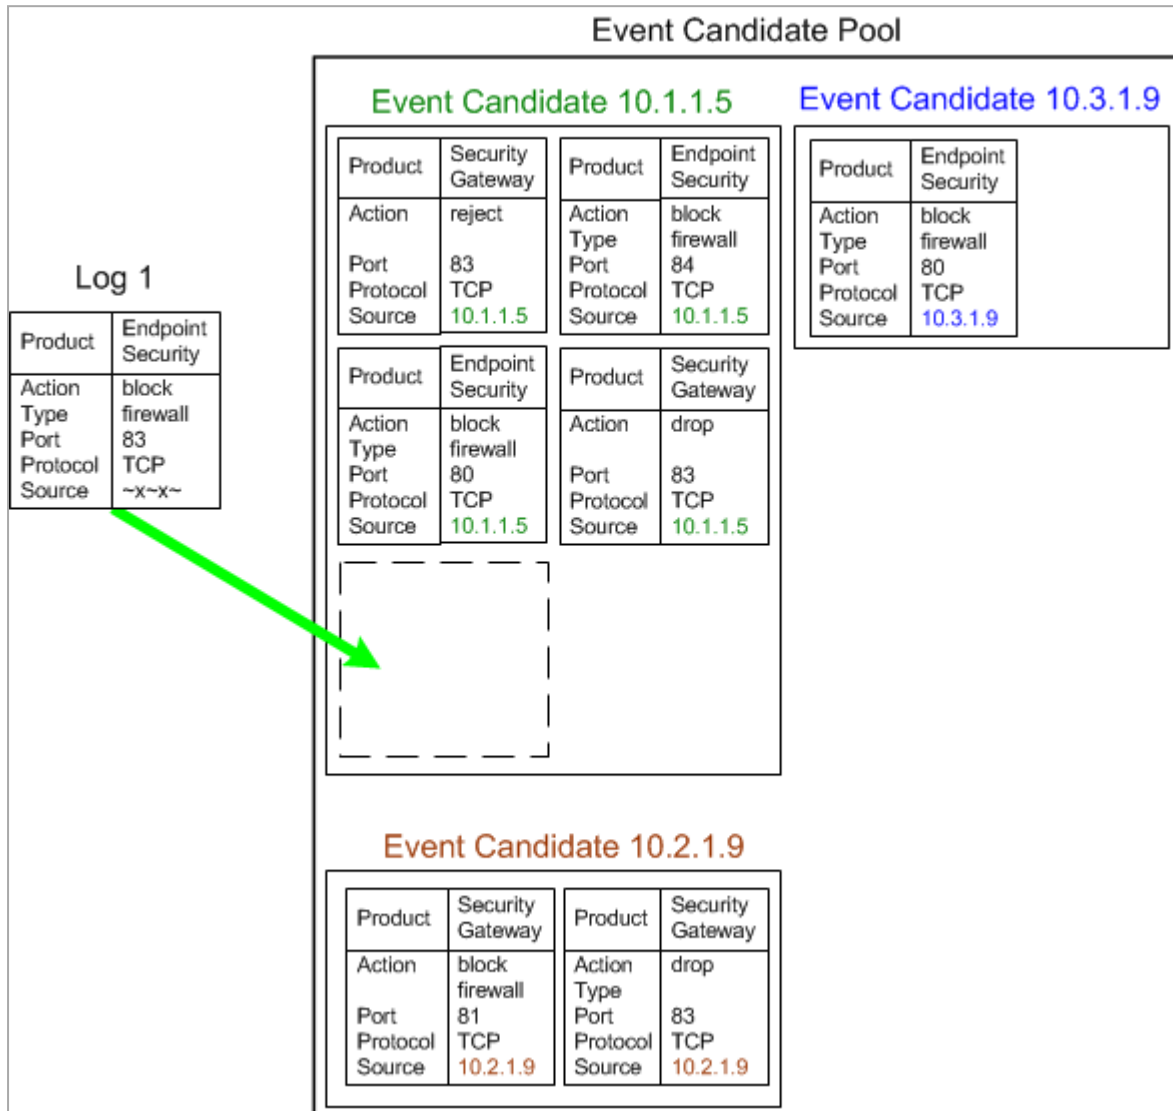 Event Candidate Pool
Event Candidate 10.1.1.5
Event Candidate 10.3.1.9
Log 1
Product Endpoint
Security
Action block
Type firewall
Port 83
Protocol TCP
Source ~x~x~
Product Security
Gateway
Action reject
Port 83
Protocol TCP
Source 10.1.1.5
Product Endpoint
Security
Action block
Type firewall
Port 84
Protocol TCP
Source 10.1.1.5
Product Endpoint
Security
Action block
Type firewall
Port 80
Protocol TCP
Source 10.1.1.5
Product Security
Gateway
Action drop
Port 83
Protocol TCP
Source 10.1.1.5
Product Endpoint
Security
Action block
Type firewall
Port 80
Protocol TCP
Source 10.3.1.9
Event Candidate 10.2.1.9
Product Security
Gateway
Action block
firewall
Port 81
Protocol TCP
Source 10.2.1.9
Product Security
Gateway
Action drop
Type
Port 83
Protocol TCP
Source 10.2.1.9